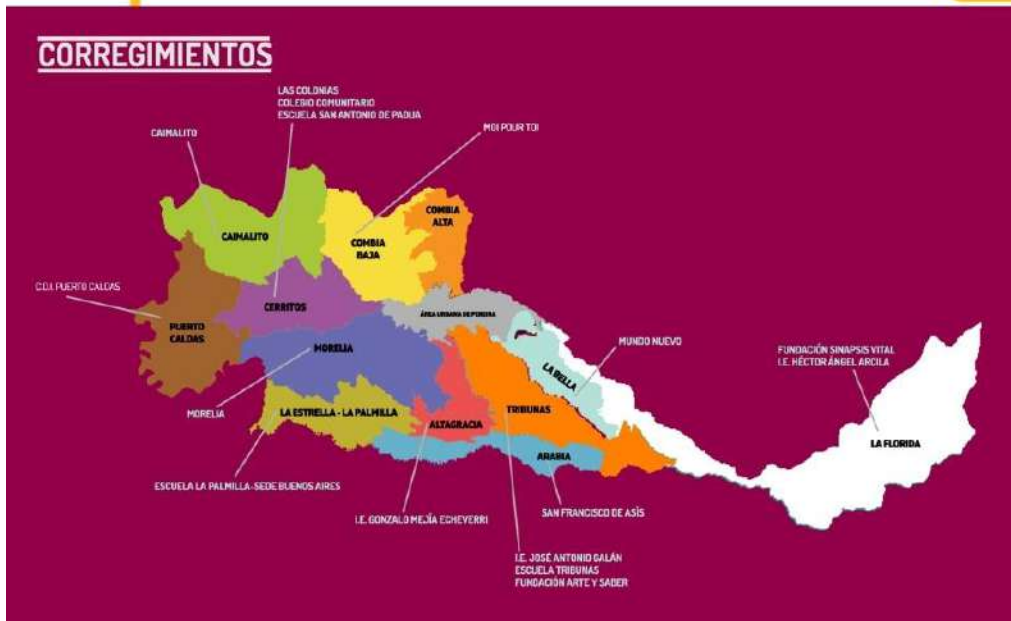 CORREGIMIENTOS
LAS COLONIAS
COLEGIO COMUNITARIO
ESCUELA SAN ANTONIO DE PADUA
CAIMALITO
MOI POUR TOI
COMBIA
ALTA
CAIMALITO
COMBIA
BAJA
C.D.I. PUERTO CALDAS
CERRITOS
ÁREA URBANA DE PEREIRA
PUERTO
CALDAS
MORELIA
MUNDO NUEVO
FUNDACIÓN SINAPSIS VITAL
I.E. HÉCTOR ÁNGEL ARCILA
LA BELLA
MORELIA
LA ESTRELLA - LA PALMILLA
TRIBUNAS
ALTAGRACIA
LA FLORIDA
ARABIA
ESCUELA LA PALMILLA-SEDE BUENOS AIRES
I.E. GONZALO MEJÍA ECHEVERRI
SAN FRANCISCO DE ASÍS
I.E. JOSÉ ANTONIO GALÁN
ESCUELA TRIBUNAS
FUNDACIÓN ARTE Y SABER